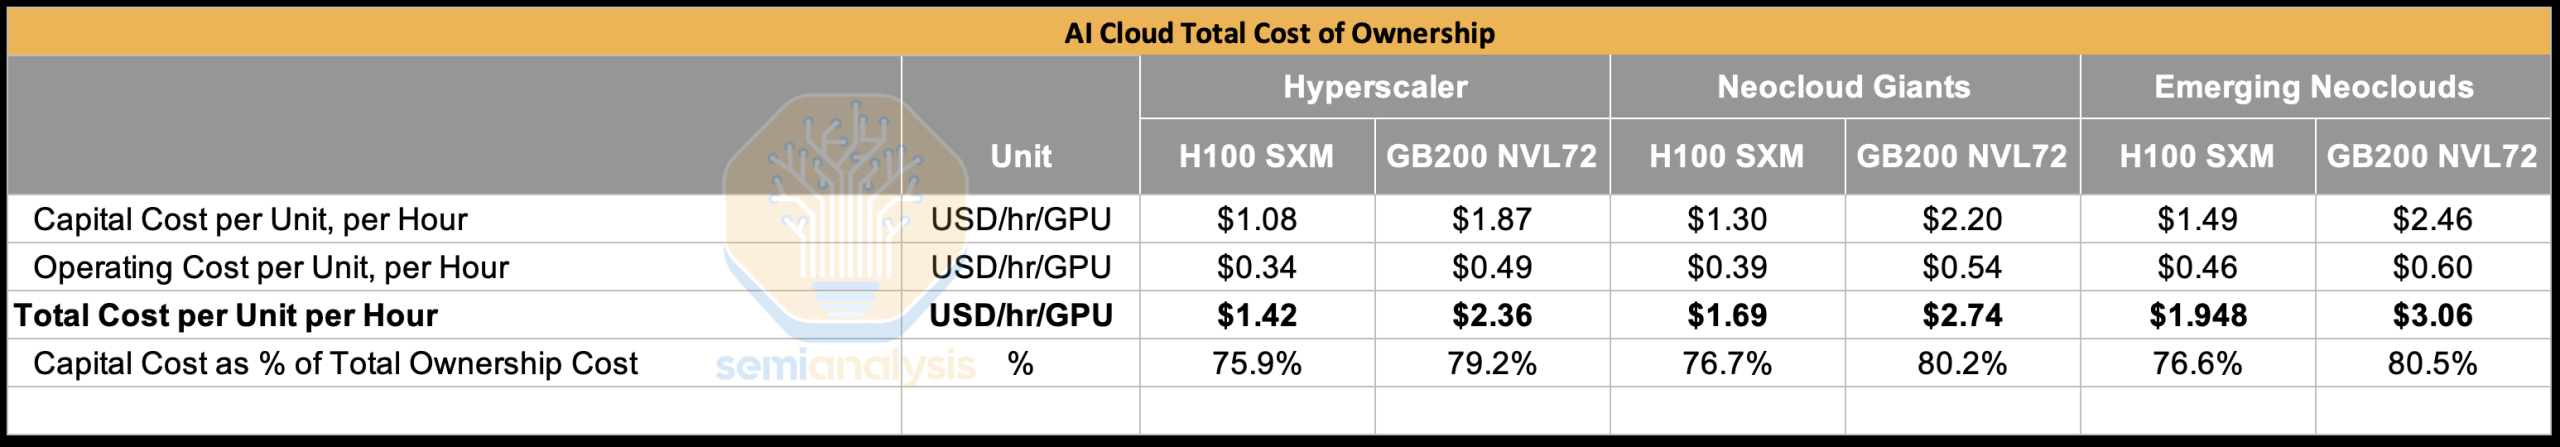 AI Cloud Total Cost of Ownership
Hyperscaler Neocloud Giants Emerging Neoclouds
Unit H100 SXM GB200 NVL72 H100 SXM GB200 NVL72 H100 SXM GB200 NVL72
Capital Cost per Unit, per Hour USD/hr/GPU $1.08 $1.87 $1.30 $2.20 $1.49 $2.46
Operating Cost per Unit, per Hour USD/hr/GPU $0.34 $0.49 $0.39 $0.54 $0.46 $0.60
Total Cost per Unit per Hour USD/hr/GPU $1.42 $2.36 $1.69 $2.74 $1.948 $3.06
Capital Cost as % of Total Ownership Cost % 75.9% 79.2% 76.7% 80.2% 76.6% 80.5%
semianalysis